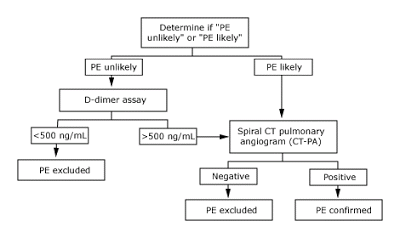 Determine if "PE
unlikely" or "PE likely"
PE unlikely
PE likely
D-dimer assay
<500 ng/mL
>500 ng/mL
Spiral CT pulmonary
angiogram (CT-PA)
PE excluded
Negative
Positive
PE excluded
PE confirmed